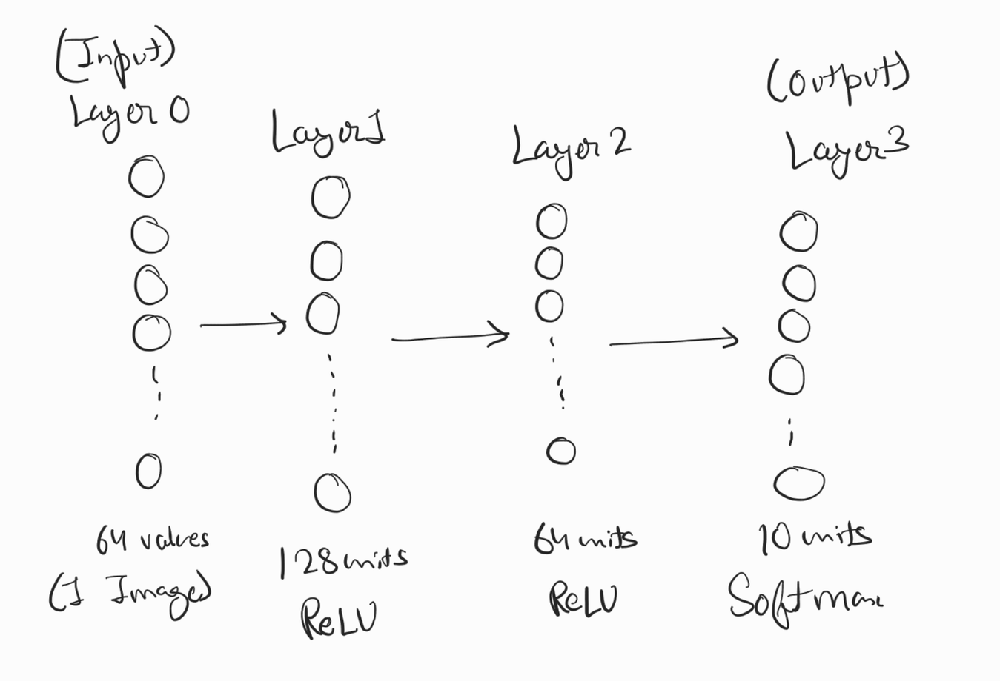 (Input)
Layer 0
64 values
(1 Image)
Layer 1
128 units
ReLU
Layer 2
64 units
ReLU
(Output)
Layer 3
10 units
Softmax